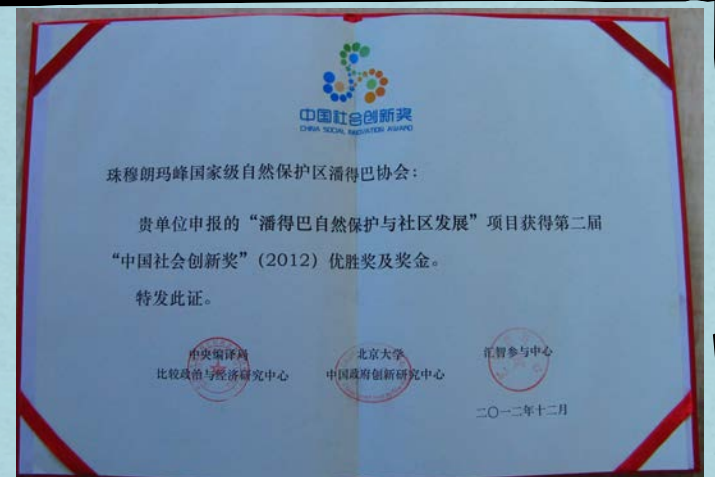 中国社会创新奖
CHINA SOCIAL INNOVATION AWARD
珠穆朗玛峰国家级自然保护区潘得巴协会：
贵单位申报的“潘得巴自然保护与社区发展”项目获得第二届
“中国社会创新奖”（2012）优胜奖及奖金。
特发此证。
中央编译局 北京大学 汇智参与中心
比较政治与经济研究中心 中国政府创新研究中心
二〇一二年十二月